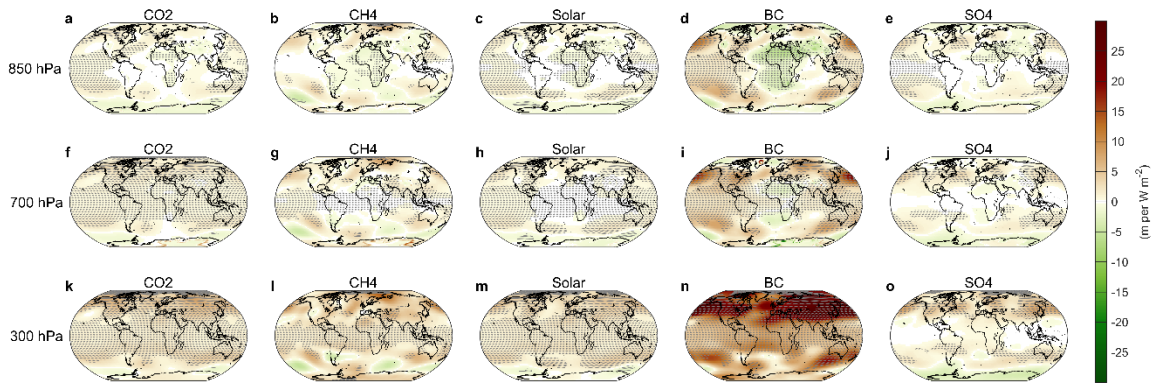 a CO2 b CH4 c Solar d BC e SO4
850 hPa
f CO2 g CH4 h Solar i BC j SO4
700 hPa
k CO2 l CH4 m Solar n BC o SO4
300 hPa
25
20
15
10
5
0
-5
-10
-15
-20
-25
(m per W m⁻²)